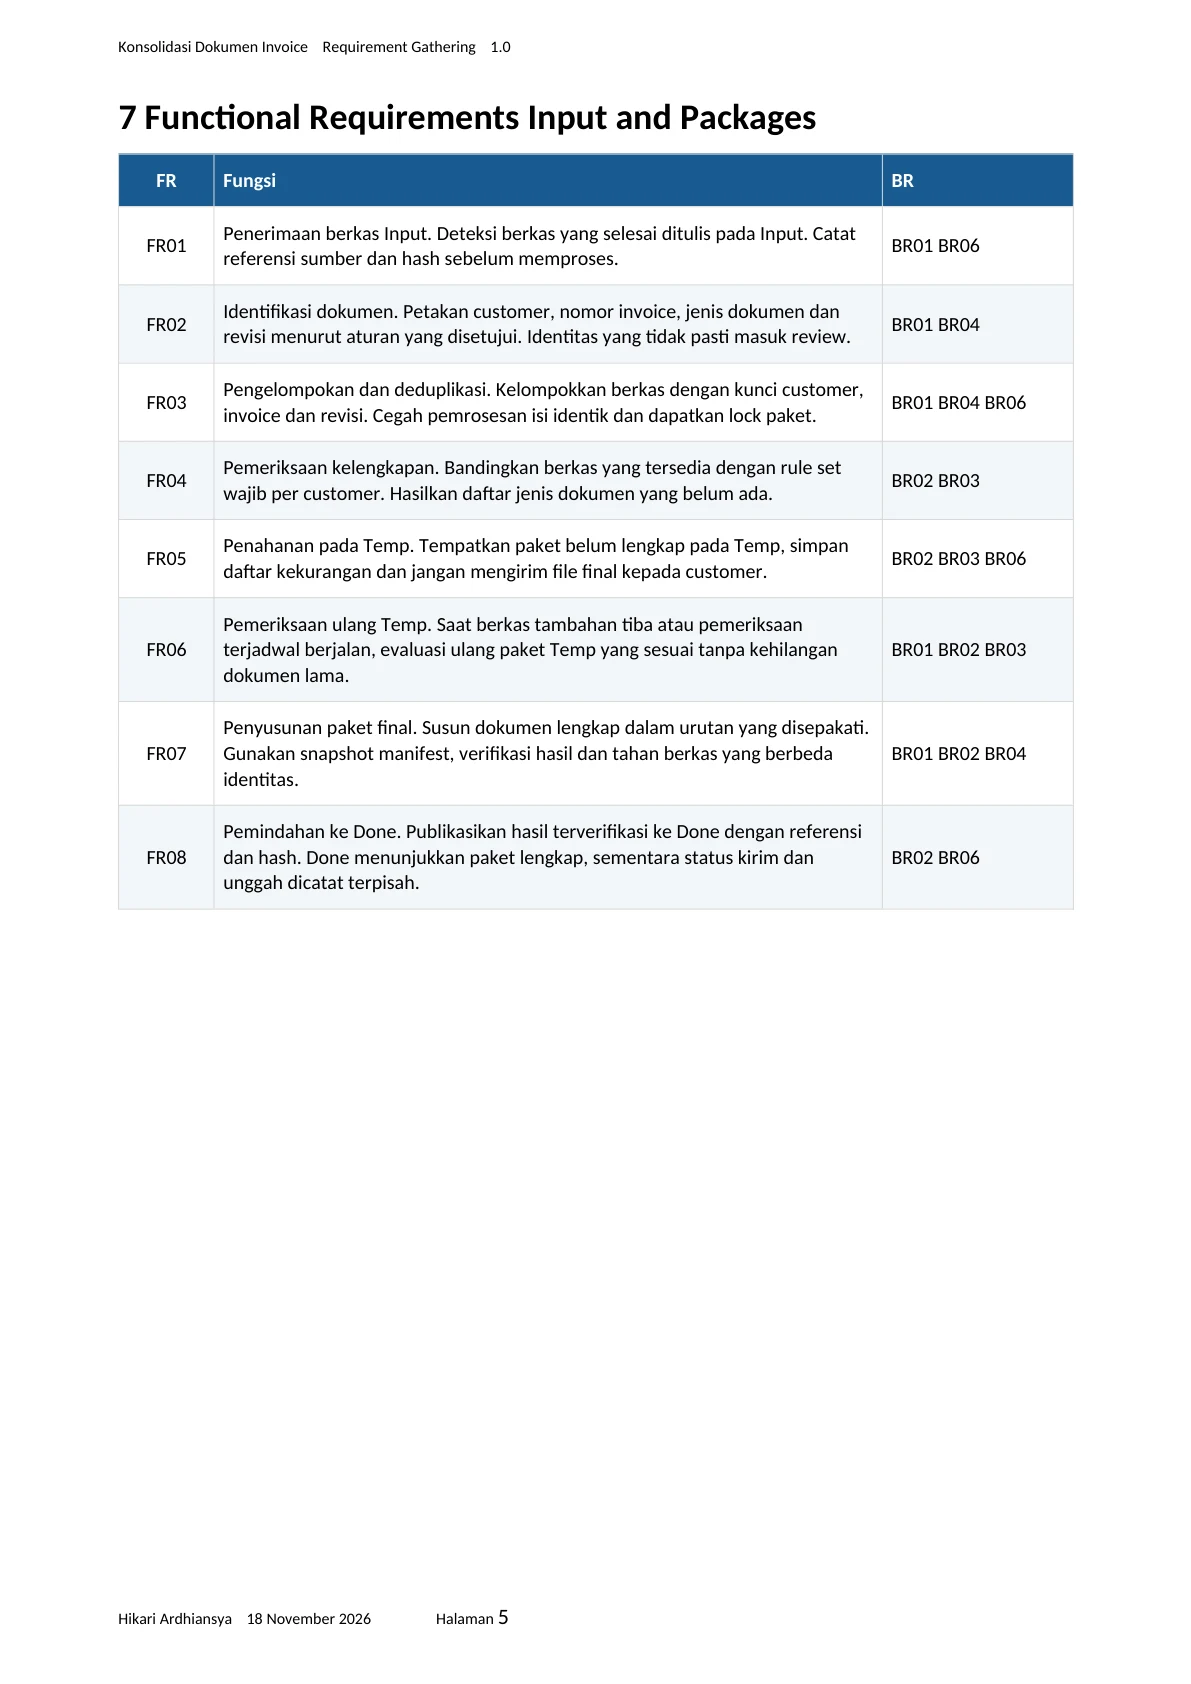 Konsolidasi Dokumen Invoice Requirement Gathering 1.0
7 Functional Requirements Input and Packages
FR Fungsi BR
FR01
Penerimaan berkas Input. Deteksi berkas yang selesai ditulis pada Input. Catat
referensi sumber dan hash sebelum memproses.
BR01 BR06
FR02
Identifikasi dokumen. Petakan customer, nomor invoice, jenis dokumen dan
revisi menurut aturan yang disetujui. Identitas yang tidak pasti masuk review.
BR01 BR04
FR03
Pengelompokan dan deduplikasi. Kelompokkan berkas dengan kunci customer,
invoice dan revisi. Cegah pemrosesan isi identik dan dapatkan lock paket.
BR01 BR04 BR06
FR04
Pemeriksaan kelengkapan. Bandingkan berkas yang tersedia dengan rule set
wajib per customer. Hasilkan daftar jenis dokumen yang belum ada.
BR02 BR03
FR05
Penahanan pada Temp. Tempatkan paket belum lengkap pada Temp, simpan
daftar kekurangan dan jangan mengirim file final kepada customer.
BR02 BR03 BR06
FR06
Pemeriksaan ulang Temp. Saat berkas tambahan tiba atau pemeriksaan
terjadwal berjalan, evaluasi ulang paket Temp yang sesuai tanpa kehilangan
dokumen lama.
BR01 BR02 BR03
FR07
Penyusunan paket final. Susun dokumen lengkap dalam urutan yang disepakati.
Gunakan snapshot manifest, verifikasi hasil dan tahan berkas yang berbeda
identitas.
BR01 BR02 BR04
FR08
Pemindahan ke Done. Publikasikan hasil terverifikasi ke Done dengan referensi
dan hash. Done menunjukkan paket lengkap, sementara status kirim dan
unggah dicatat terpisah.
BR02 BR06
Hikari Ardhiansya 18 November 2026 Halaman 5